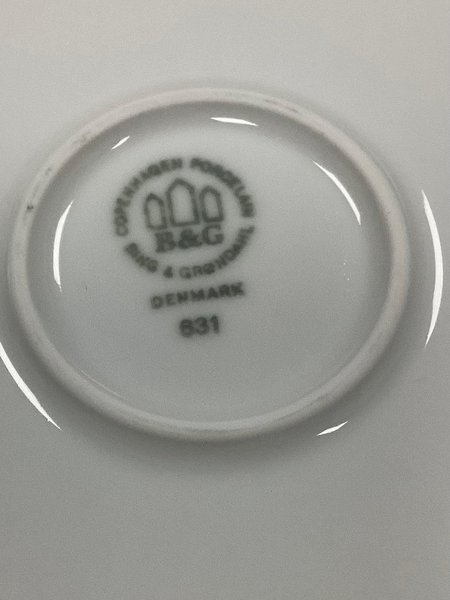 COPENHAGEN PORCELAIN
B&G
BING & GRØNDAHL
DENMARK
631